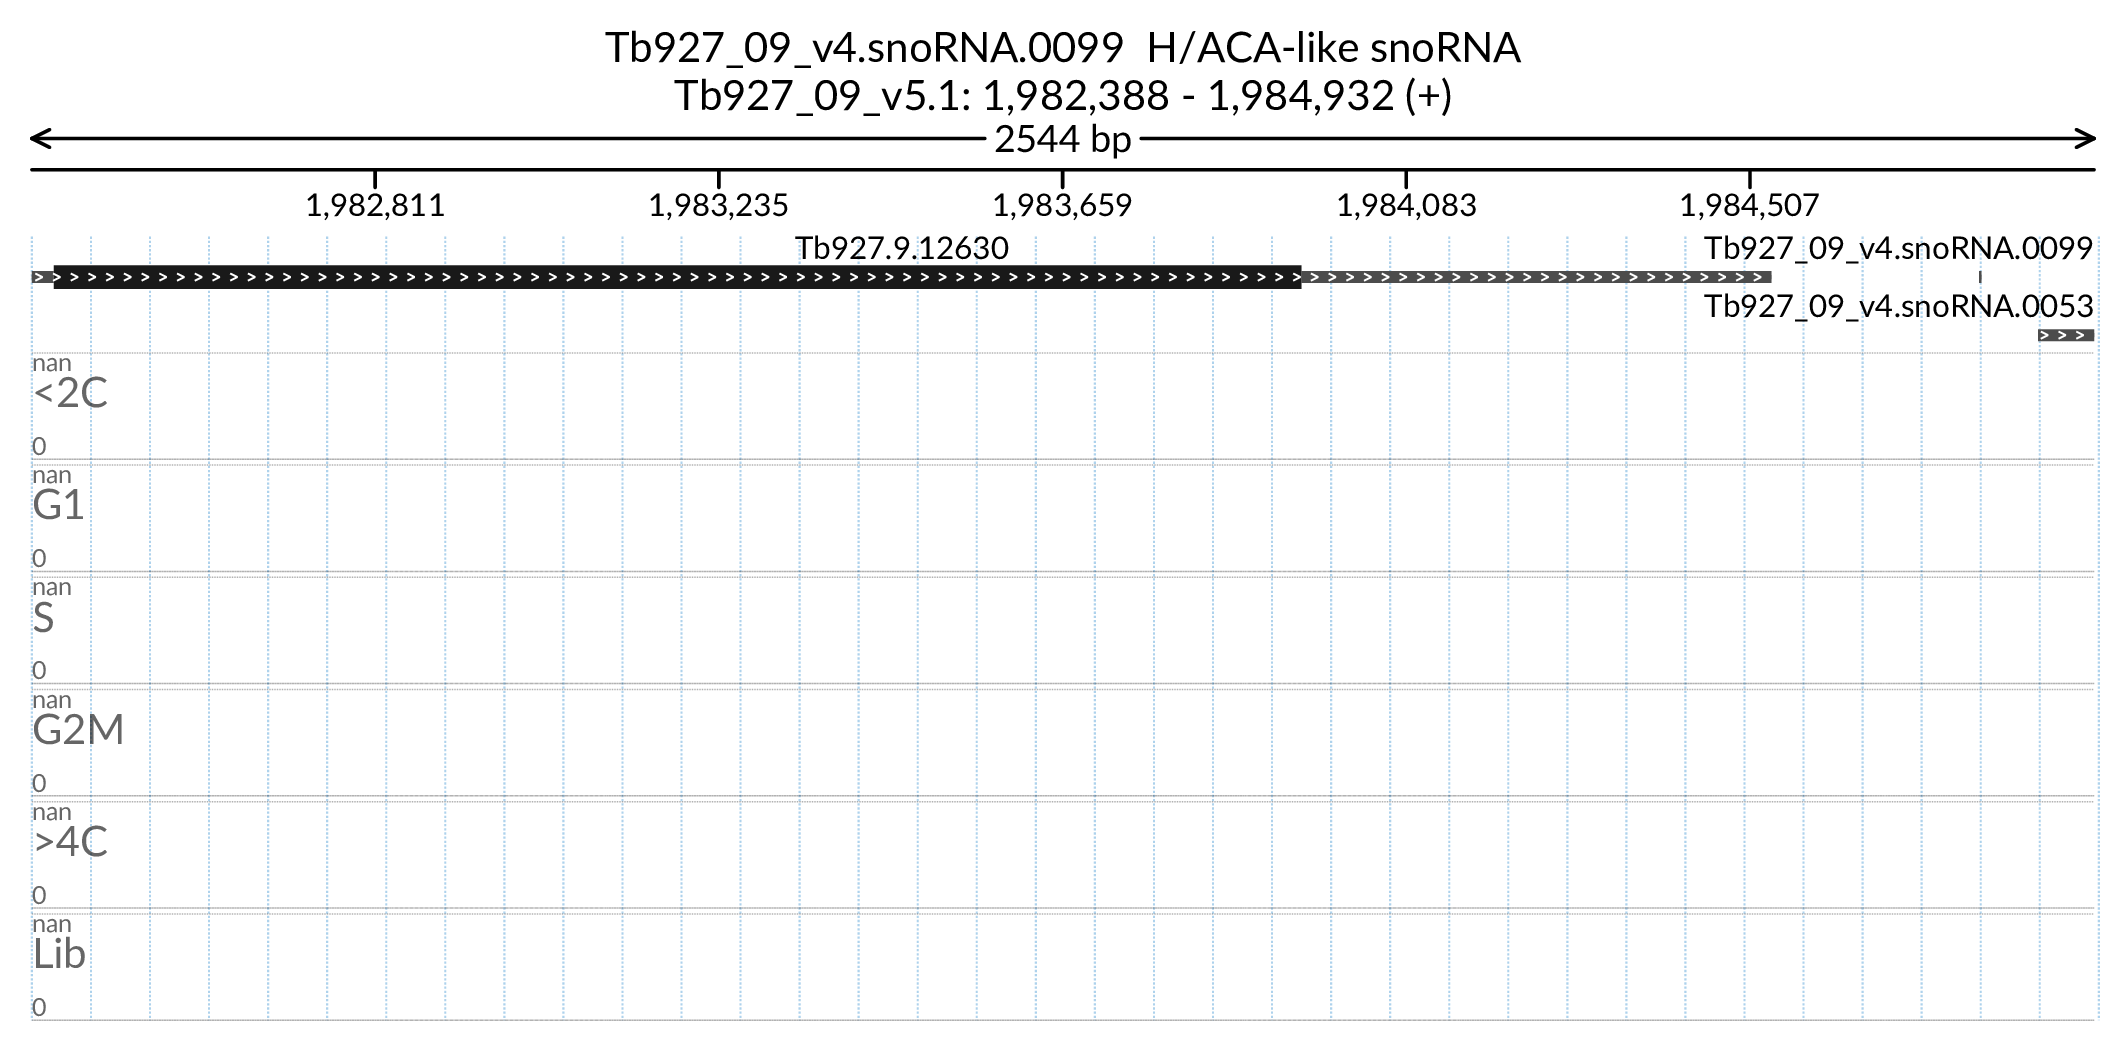 Tb927_09_v4.snoRNA.0099 H/ACA-like snoRNA
Tb927_09_v5.1: 1,982,388 - 1,984,932 (+)
2544 bp
1,982,811 1,983,235 1,983,659 1,984,083 1,984,507
Tb927.9.12630 Tb927_09_v4.snoRNA.0099
Tb927_09_v4.snoRNA.0053
nan
<2C
0
nan
G1
0
nan
S
0
nan
G2M
0
nan
>4C
0
nan
Lib
0